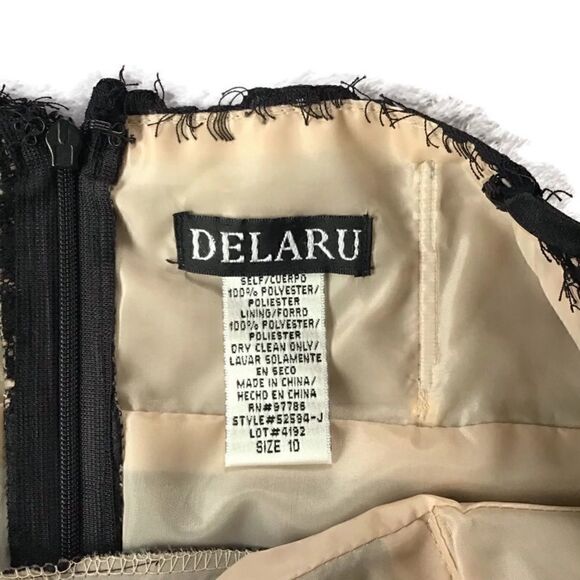 DELARU
SELF/CUERPO
100% POLYESTER/
POLIESTER
LINING/FORRO
100% POLYESTER/
POLIESTER
DRY CLEAN ONLY/
LAVAR SOLAMENTE
EN SECO
MADE IN CHINA/
HECHO EN CHINA
RN#97786
STYLE#52594-J
LOT#4192
SIZE 10